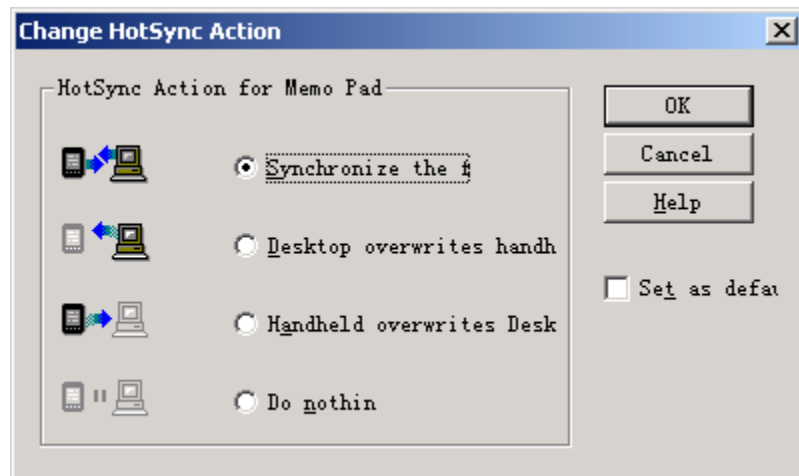 Change HotSync Action
HotSync Action for Memo Pad
Synchronize the f
Desktop overwrites handh
Handheld overwrites Desk
Do nothin
OK
Cancel
Help
Set as defau